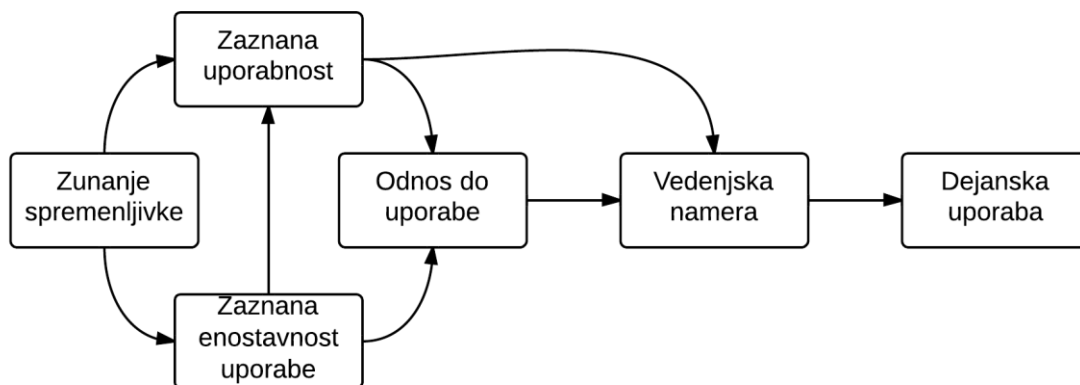 Zaznana
uporabnost
Zunanje
spremenljivke
Odnos do
uporabe
Vedenjska
namera
Dejanska
uporaba
Zaznana
enostavnost
uporabe